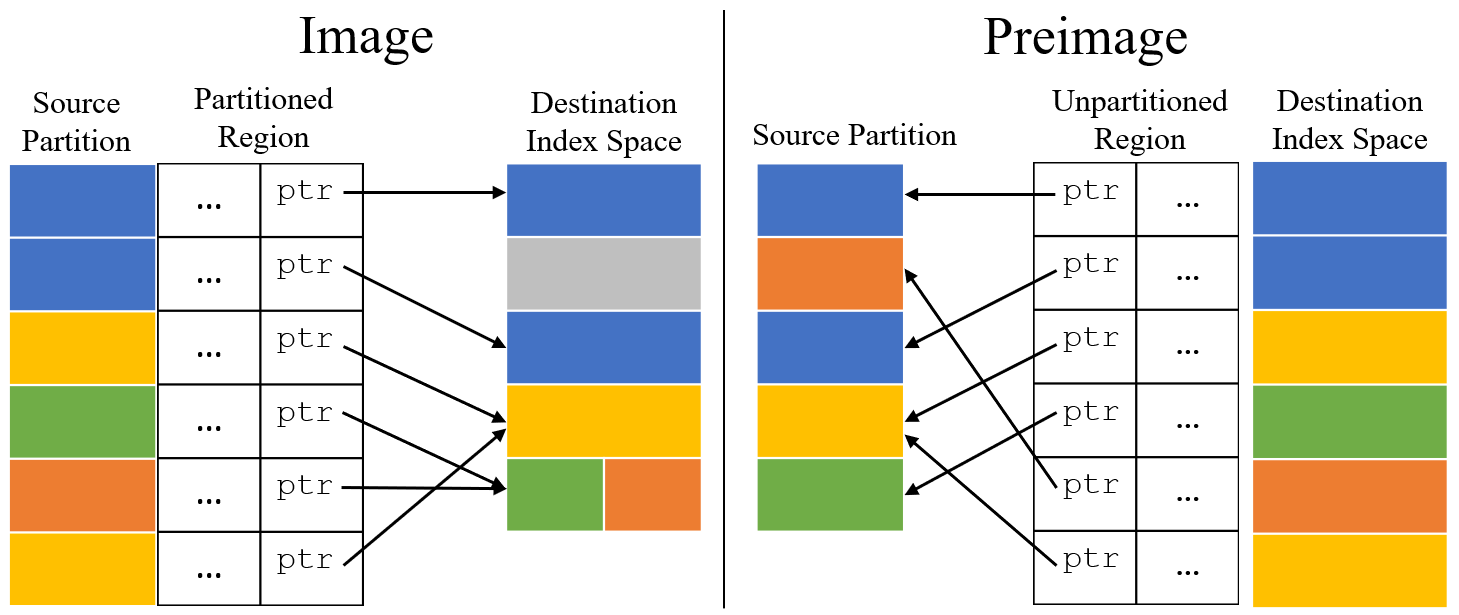 Image
Source
Partition
Partitioned
Region
Destination
Index Space
... ptr
... ptr
... ptr
... ptr
... ptr
... ptr
Preimage
Source Partition
Unpartitioned
Region
Destination
Index Space
ptr ...
ptr ...
ptr ...
ptr ...
ptr ...
ptr ...